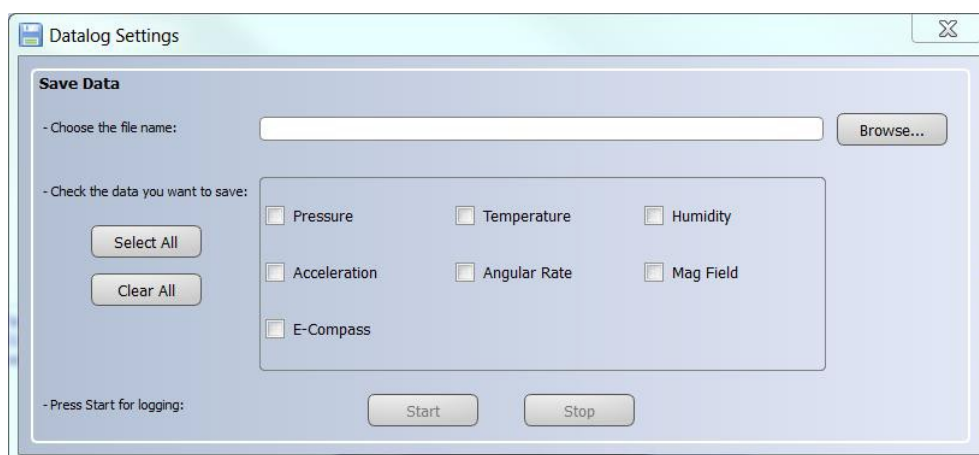 Datalog Settings
Save Data
- Choose the file name:
Browse...
- Check the data you want to save:
Select All
Clear All
Pressure
Temperature
Humidity
Acceleration
Angular Rate
Mag Field
E-Compass
- Press Start for logging:
Start
Stop